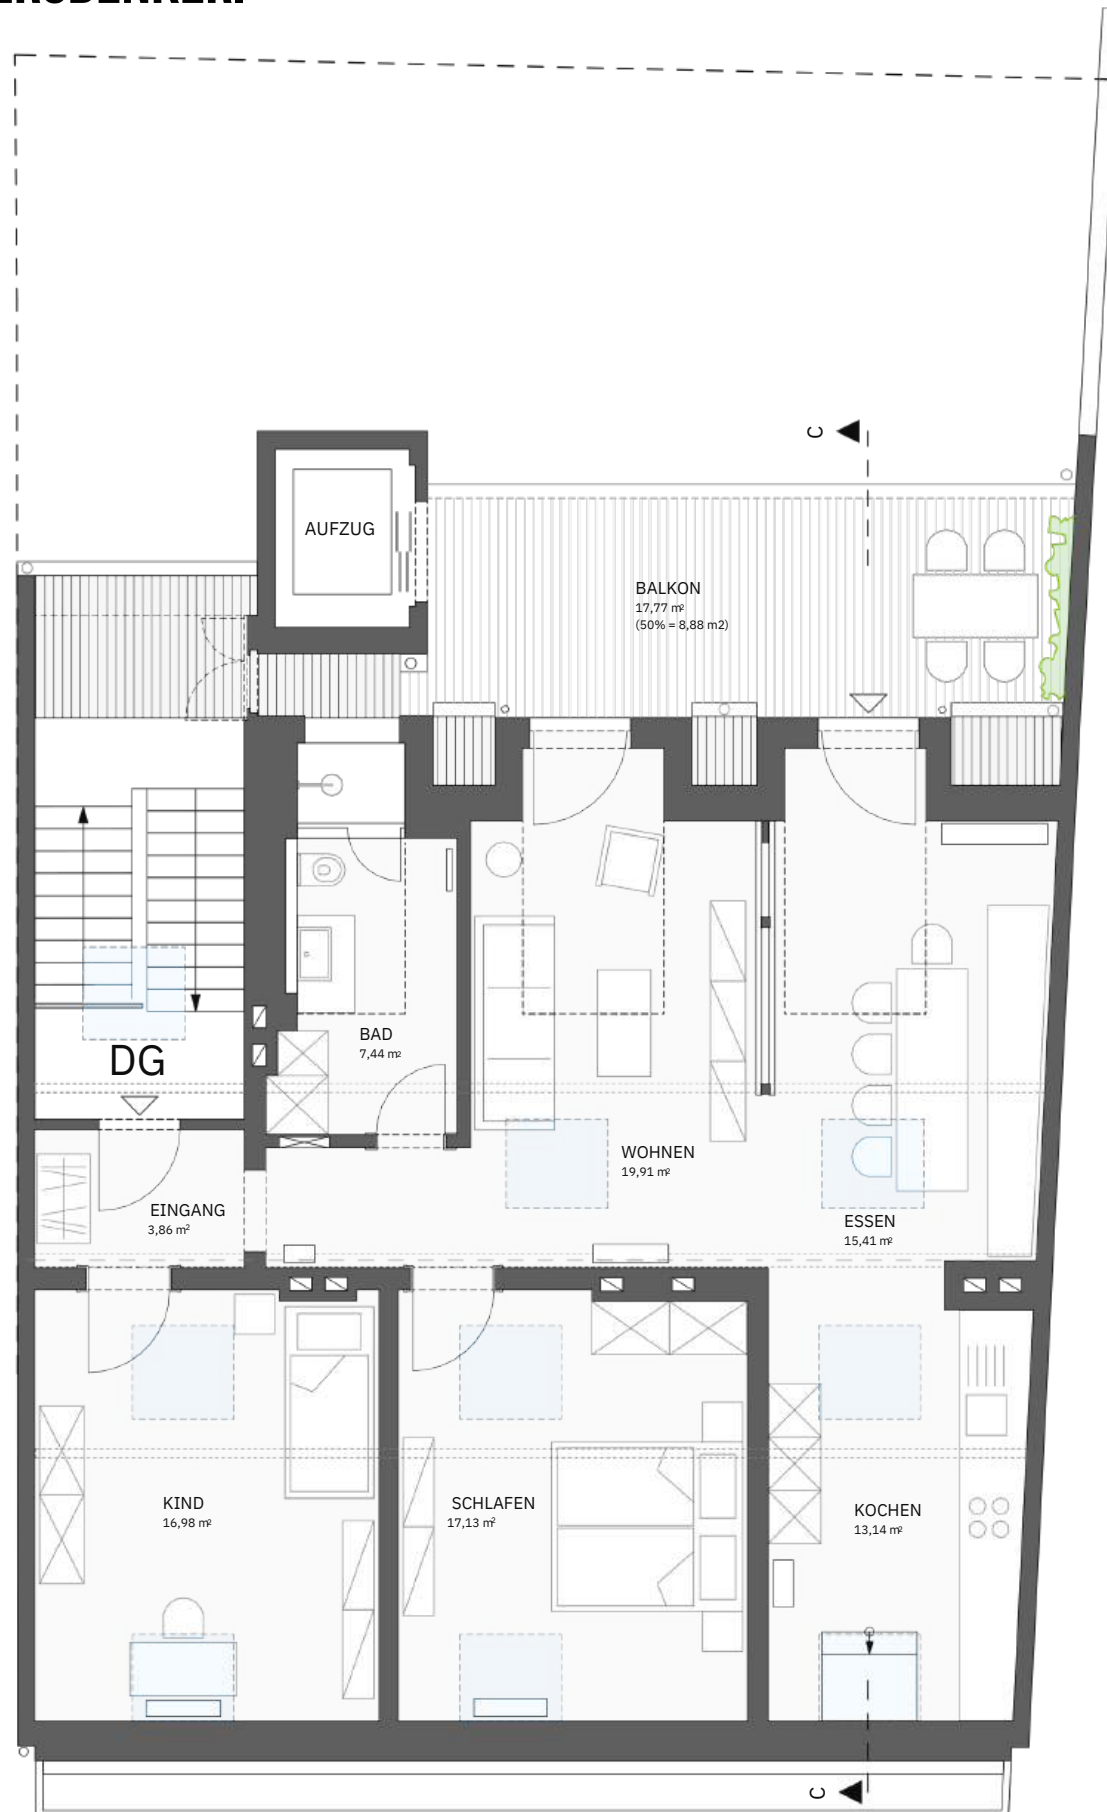 C
AUFZUG
BALKON
17,77 m²
(50% = 8,88 m2)
BAD
7,44 m²
DG
WOHNEN
19,91 m²
EINGANG
3,86 m²
ESSEN
15,41 m²
KIND
16,98 m²
SCHLAFEN
17,13 m²
KOCHEN
13,14 m²
C